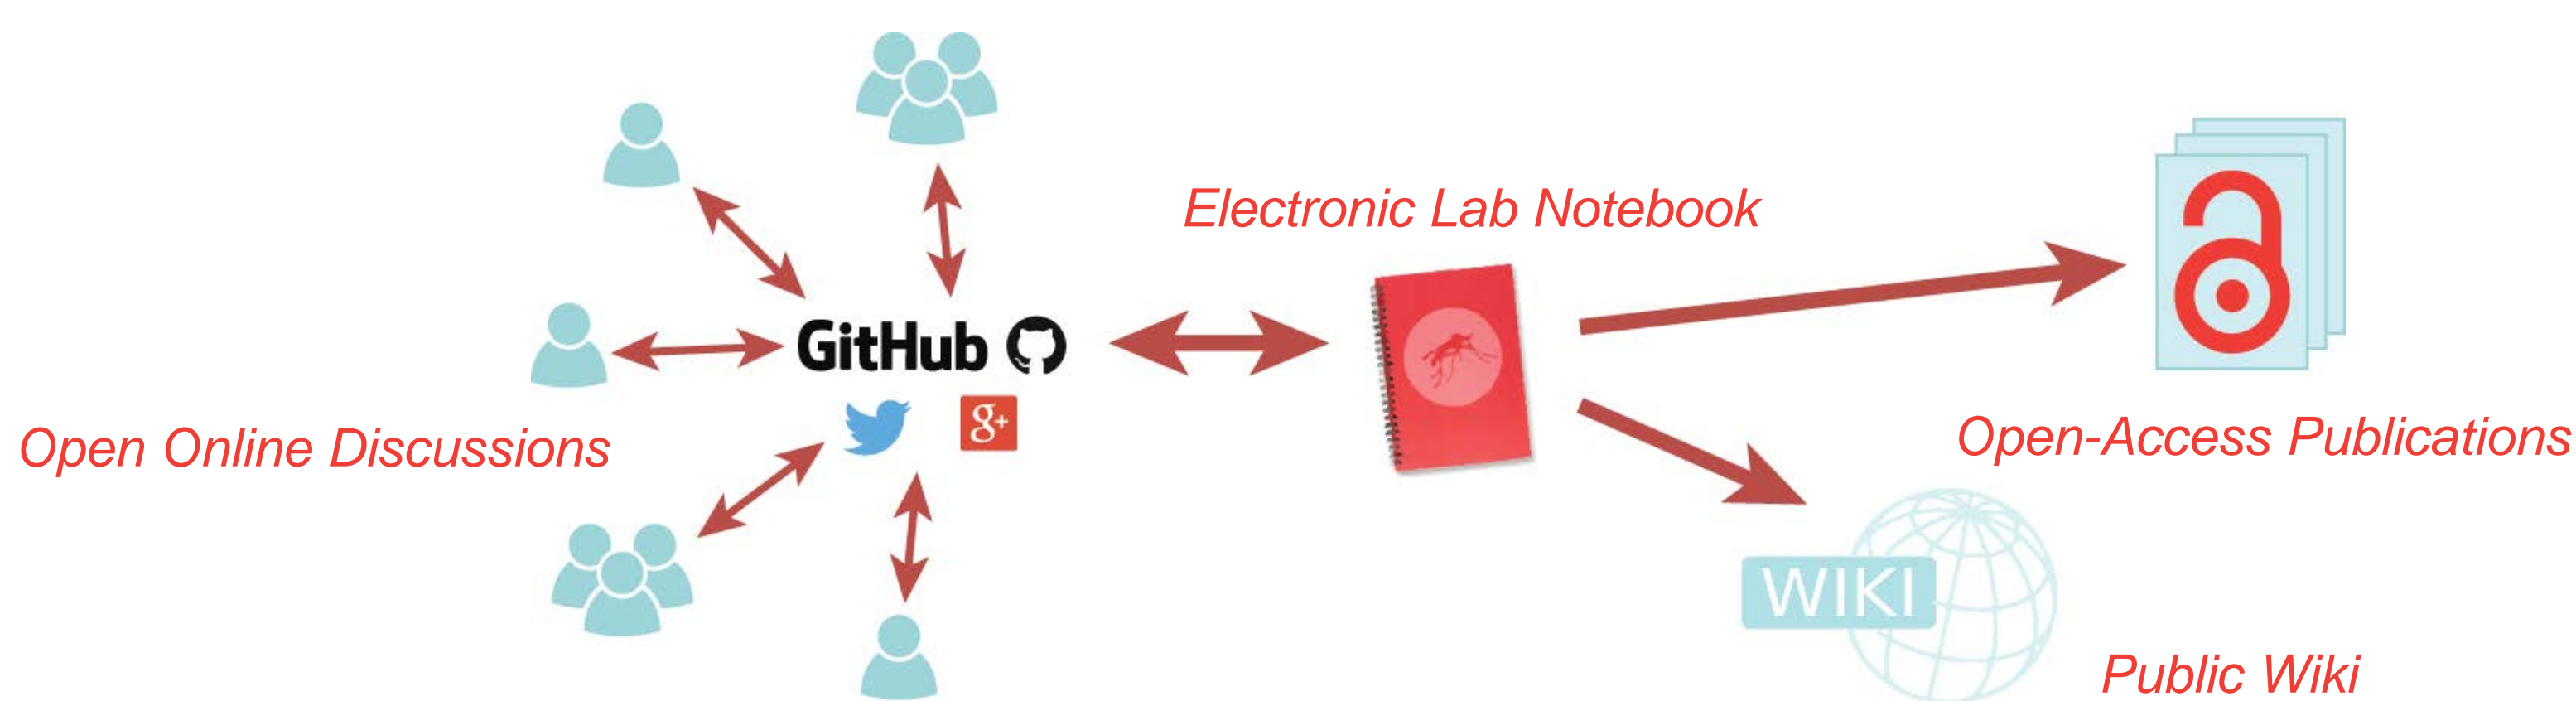 Electronic Lab Notebook
GitHub
g+
Open Online Discussions
Open-Access Publications
WIKI
Public Wiki